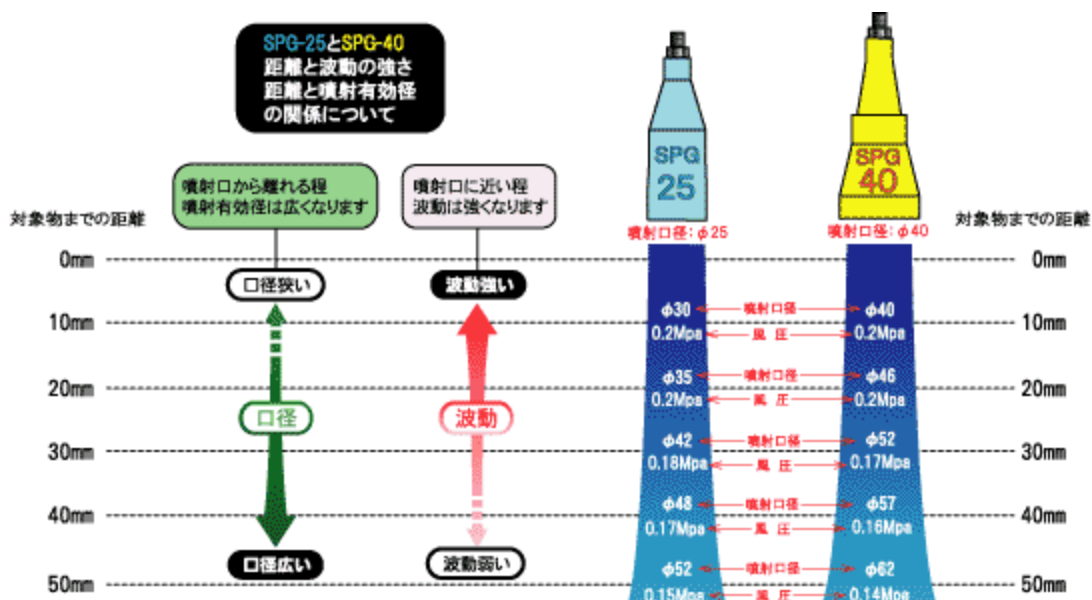 SPG-25とSPG-40
距離と波動の強さ
距離と噴射有効径
の関係について
噴射口から離れる程
噴射有効径は広くなります
噴射口に近い程
波動は強くなります
SPG
25
SPG
40
噴射口径：φ25
噴射口径：φ40
対象物までの距離
対象物までの距離
0mm
0mm
口径狭い
波動強い
φ30
噴射口径
φ40
10mm
10mm
0.2Mpa
風 圧
0.2Mpa
φ35
噴射口径
φ46
20mm
20mm
0.2Mpa
風 圧
0.2Mpa
口径
波動
φ42
噴射口径
φ52
30mm
30mm
0.18Mpa
風 圧
0.17Mpa
φ48
噴射口径
φ57
40mm
40mm
0.17Mpa
風 圧
0.16Mpa
口径広い
波動弱い
φ52
噴射口径
φ62
50mm
50mm
0.15Mpa
風 圧
0.14Mpa